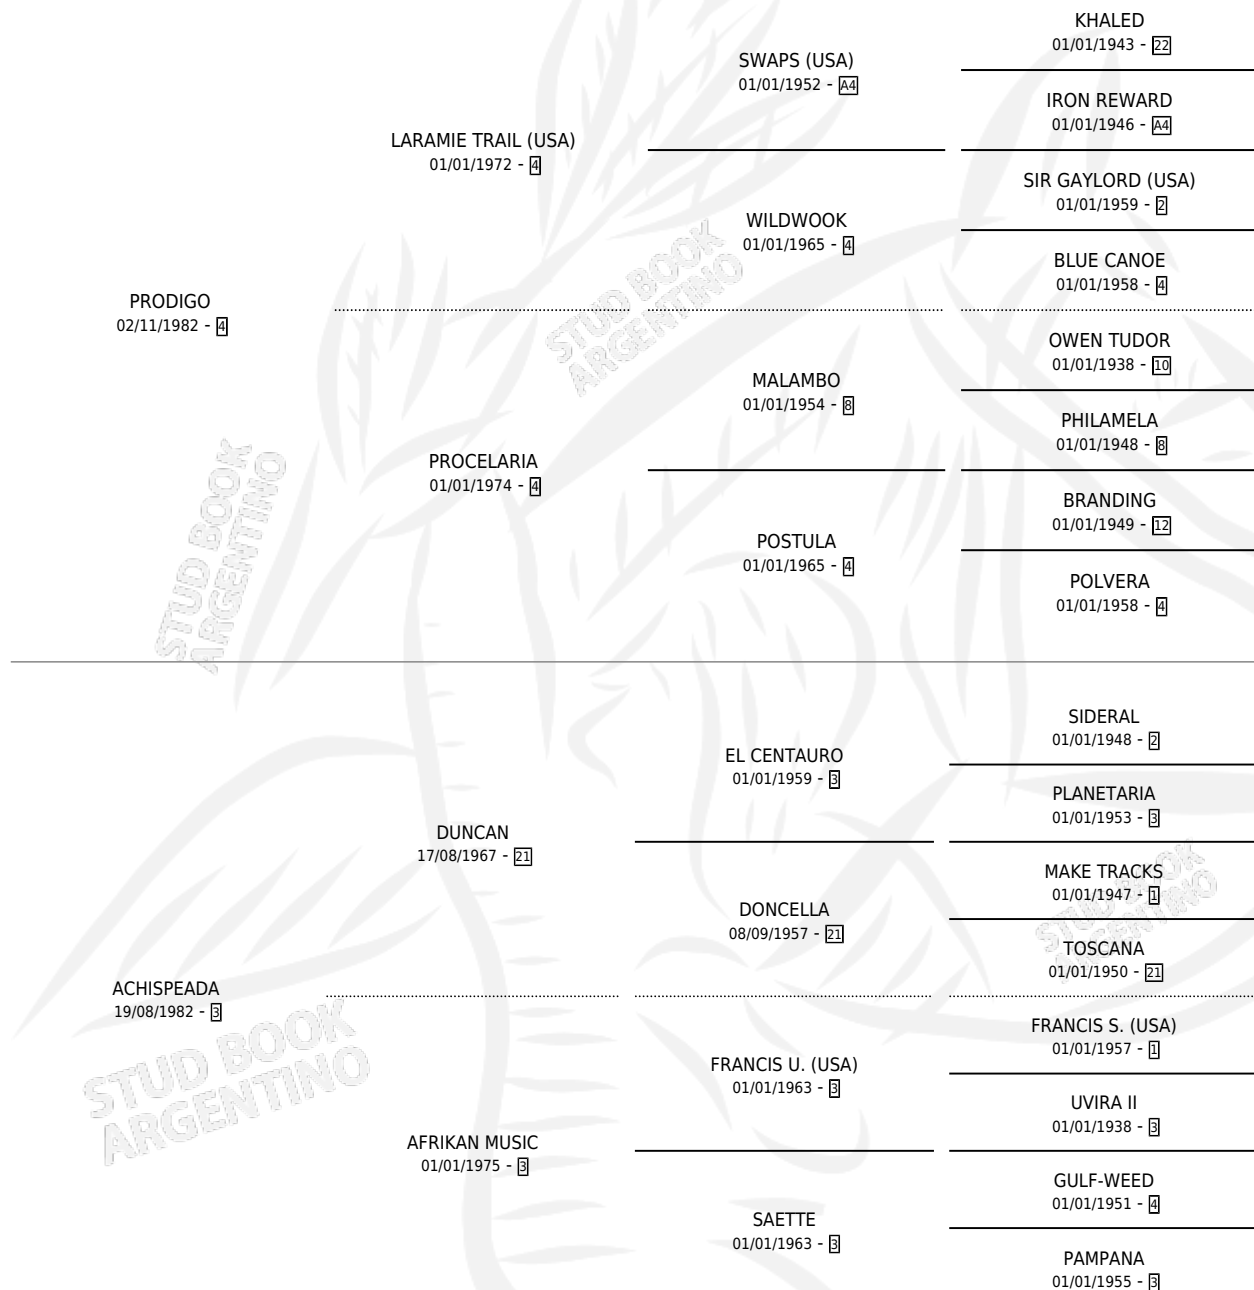 KHALED
01/01/1943 - 22
SWAPS (USA)
01/01/1952 - A4
IRON REWARD
01/01/1946 - A4
LARAMIE TRAIL (USA)
01/01/1972 - 4
SIR GAYLORD (USA)
01/01/1959 - 2
WILDWOOK
01/01/1965 - 4
BLUE CANOE
01/01/1958 - 4
PRODIGO
02/11/1982 - 4
OWEN TUDOR
01/01/1938 - 10
MALAMBO
01/01/1954 - 8
PHILAMELA
01/01/1948 - 8
PROCELARIA
01/01/1974 - 4
BRANDING
01/01/1949 - 12
POSTULA
01/01/1965 - 4
POLVERA
01/01/1958 - 4
SIDERAL
01/01/1948 - 2
EL CENTAURO
01/01/1959 - 3
PLANETARIA
01/01/1953 - 3
DUNCAN
17/08/1967 - 21
MAKE TRACKS
01/01/1947 - 1
DONCELLA
08/09/1957 - 21
TOSCANA
01/01/1950 - 21
ACHISPEADA
19/08/1982 - 3
FRANCIS S. (USA)
01/01/1957 - 1
FRANCIS U. (USA)
01/01/1963 - 3
UVIRA II
01/01/1938 - 3
AFRIKAN MUSIC
01/01/1975 - 3
GULF-WEED
01/01/1951 - 4
SAETTE
01/01/1963 - 3
PAMPANA
01/01/1955 - 3
STUD BOOK
ARGENTINO
STUD BOOK
ARGENTINO
STUD BOOK
ARGENTINO
STUD BOOK
ARGENTINO